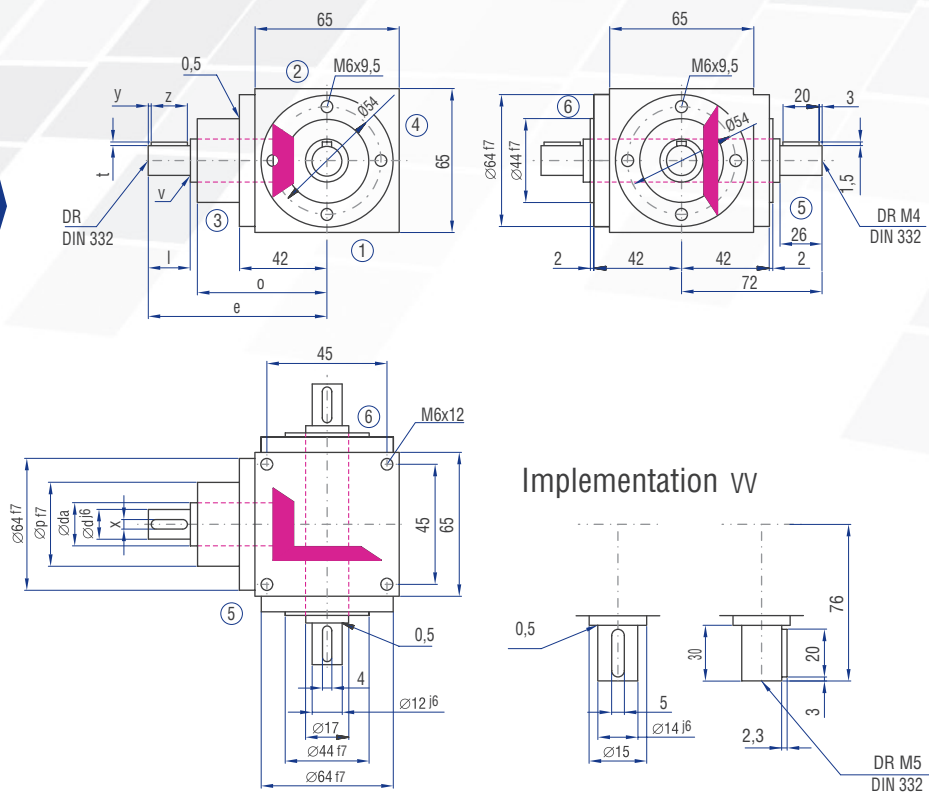 65
0,5
②
M6x9,5
y
z
Ø54
④
65
t
v
③
DR
DIN 332
①
l
42
o
e
65
M6x9,5
20
3
⑥
Ø54
Ø64 f7
Ø44 f7
1,5
⑤
DR M4
DIN 332
26
2
42
42
2
72
45
⑥
M6x12
Ø64 f7
Øp f7
Øda
Ødj6
x
45
65
⑤
0,5
4
Ø12 j6
Ø17
Ø44 f7
Ø64 f7
Implementation VV
76
0,5
30
20
5
3
Ø14 j6
2,3
Ø15
DR M5
DIN 332